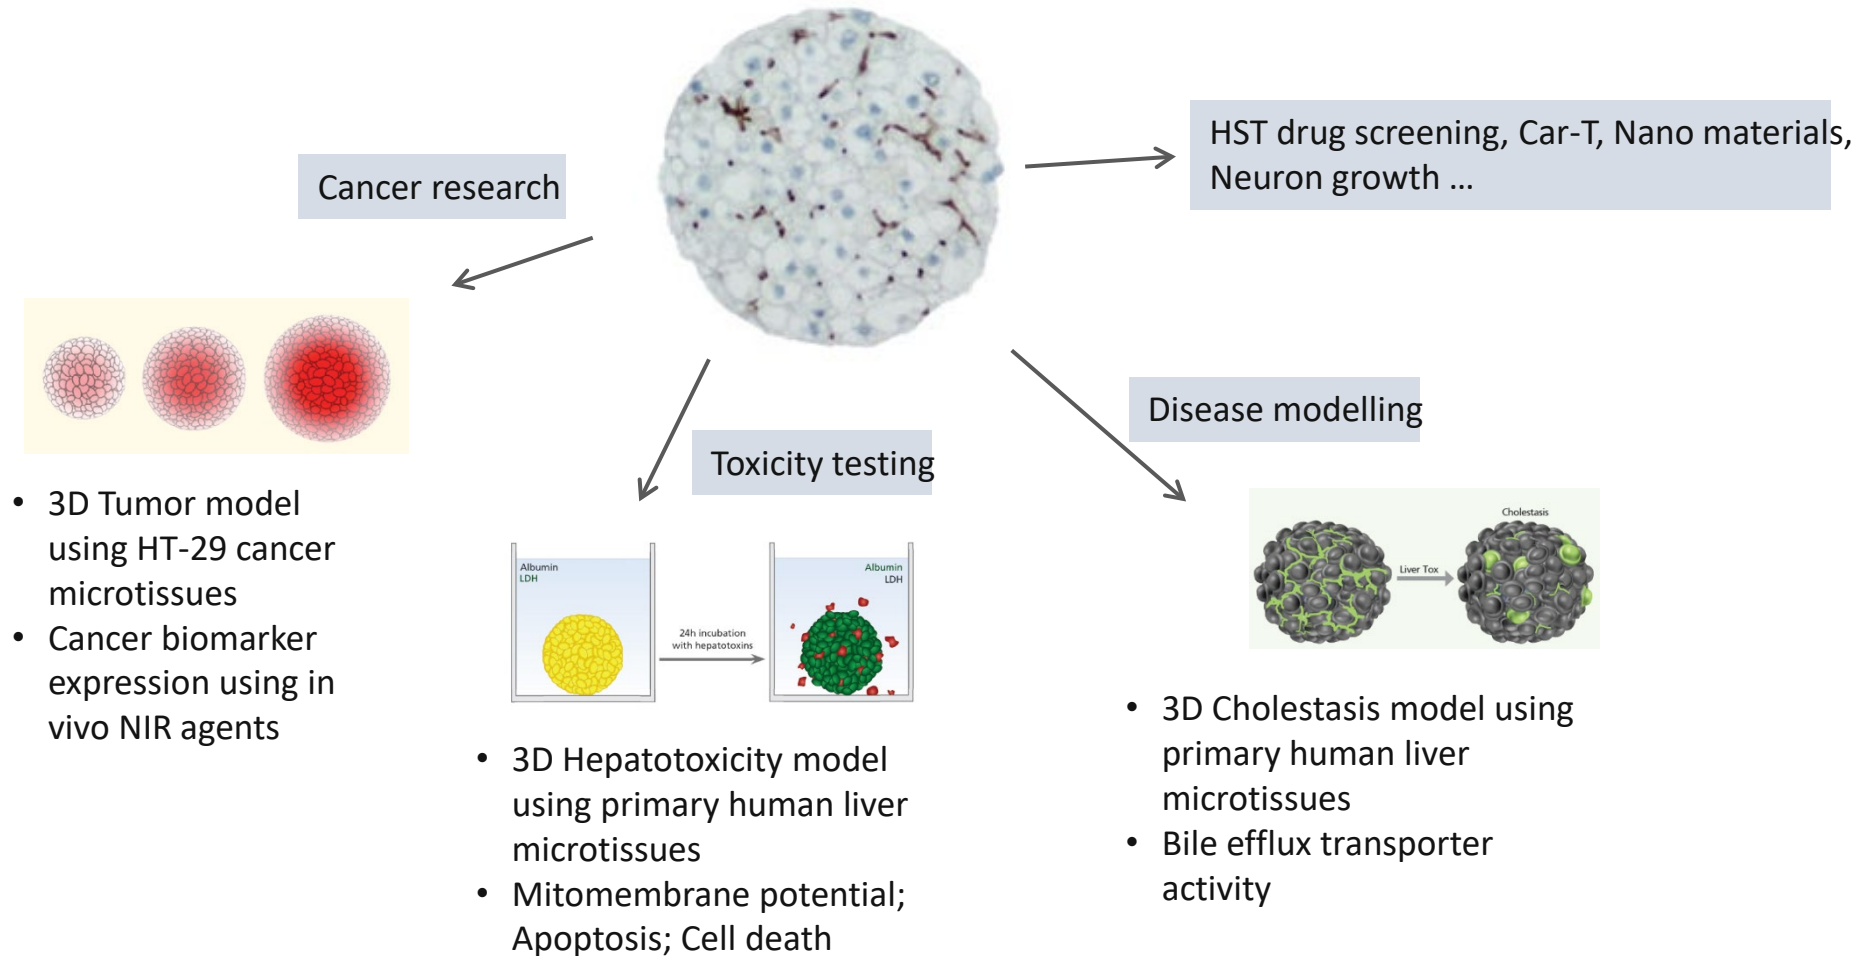 HST drug screening, Car-T, Nano materials,
Neuron growth ...
Cancer research
• 3D Tumor model
using HT-29 cancer
microtissues
• Cancer biomarker
expression using in
vivo NIR agents
Toxicity testing
Albumin
LDH
24h incubation
with hepatotoxins
Albumin
LDH
• 3D Hepatotoxicity model
using primary human liver
microtissues
• Mitomembrane potential;
Apoptosis; Cell death
Disease modelling
Cholestasis
Liver Tox
• 3D Cholestasis model using
primary human liver
microtissues
• Bile efflux transporter
activity